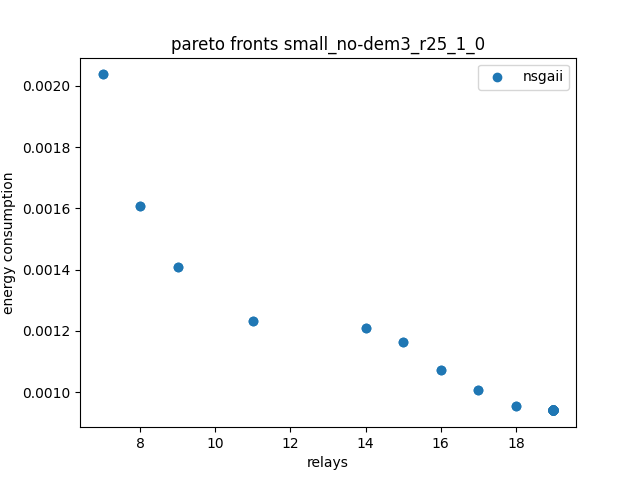 pareto fronts small_no-dem3_r25_1_0
nsgaii
0.0020
0.0018
0.0016
0.0014
0.0012
0.0010
energy consumption
8 10 12 14 16 18
relays